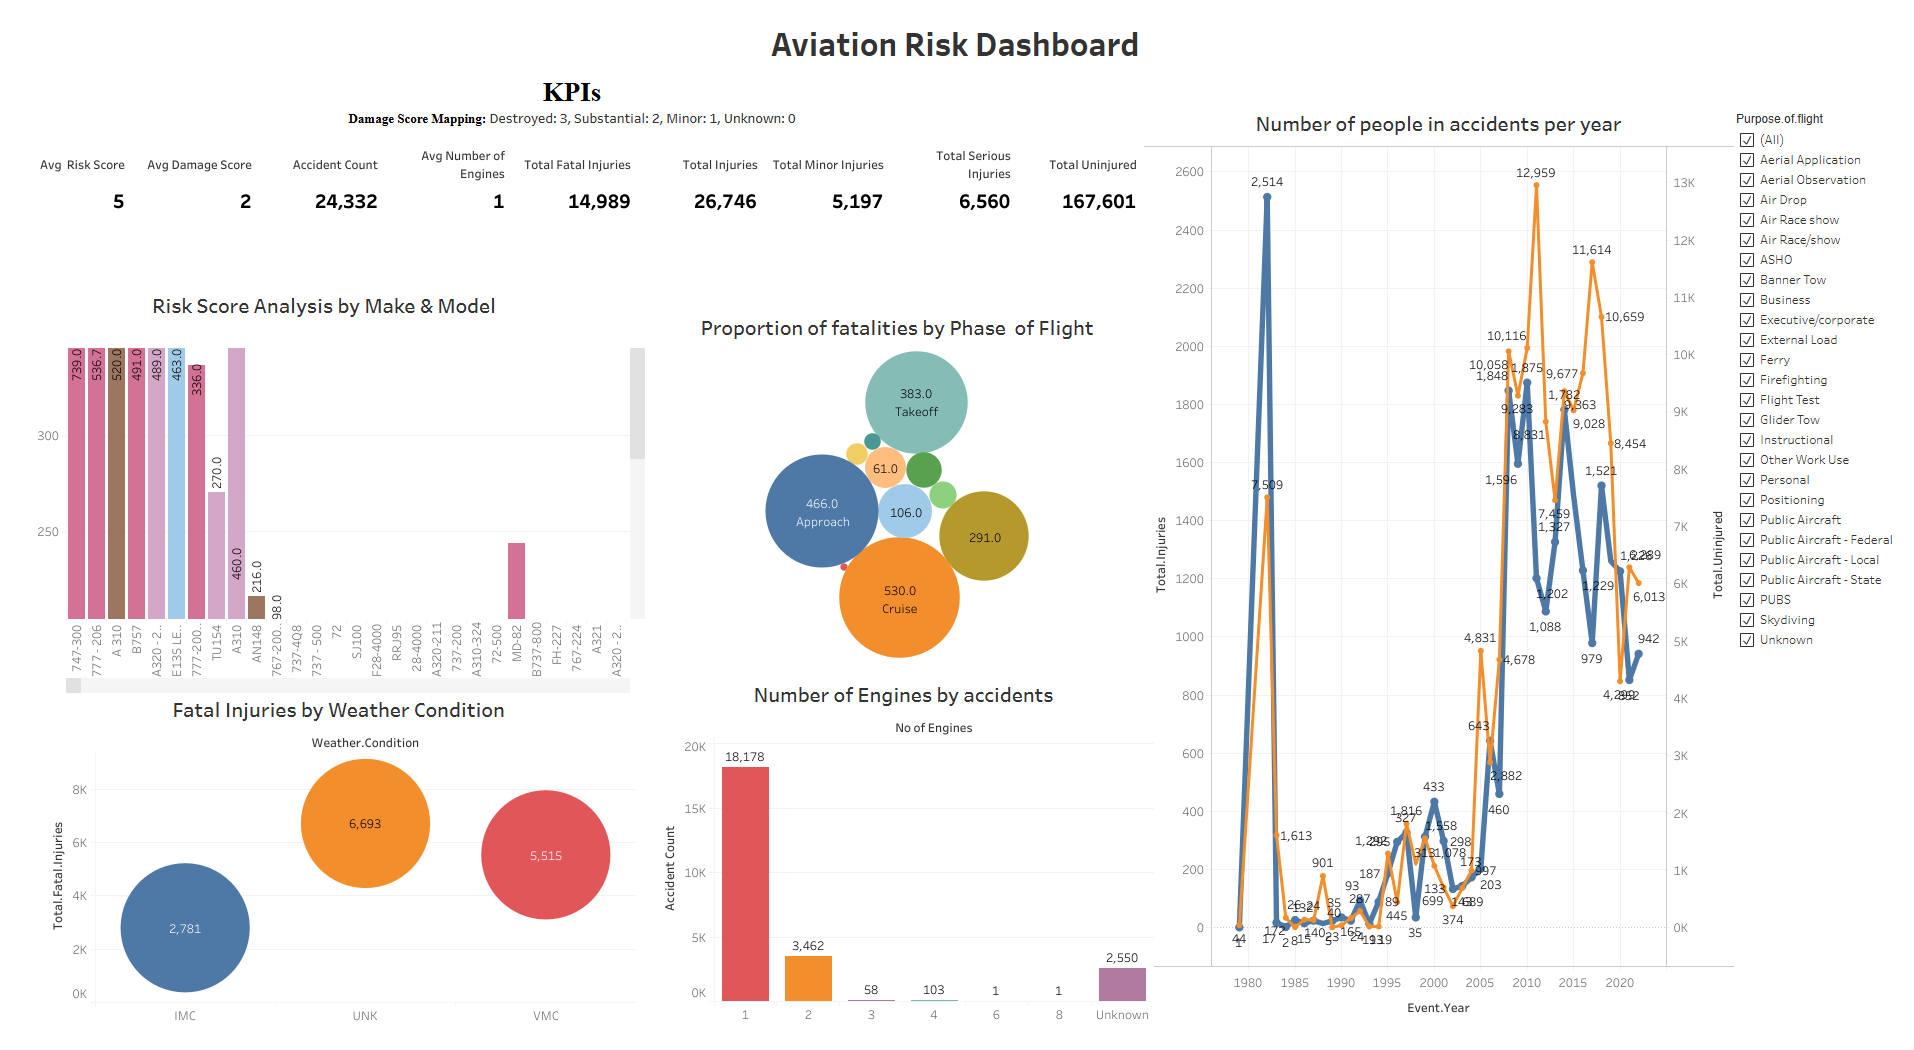 Aviation Risk Dashboard
KPIs
Damage Score Mapping: Destroyed: 3, Substantial: 2, Minor: 1, Unknown: 0
Avg Risk Score
5
Avg Damage Score
2
Accident Count
24,332
Avg Number of
Engines
1
Total Fatal Injuries
14,989
Total Injuries
26,746
Total Minor Injuries
5,197
Total Serious
Injuries
6,560
Total Uninjured
167,601
Risk Score Analysis by Make & Model
300
250
739.0
536.7
520.0
491.0
489.0
463.0
336.0
270.0
460.0
216.0
98.0
747-300
777 - 206
A 310
B757
A320 - 2..
E135 LE..
777-200..
TU154
A310
AN148
767-200..
737-4Q8
737 - 500
72
SJ100
F28-4000
RRJ95
28-4000
A320-211
737-200
A310-324
72-500
MD-82
B737-800
FH-227
767-224
A321
A320 - 2..
Proportion of fatalities by Phase of Flight
383.0
Takeoff
61.0
466.0
Approach
106.0
291.0
530.0
Cruise
Fatal Injuries by Weather Condition
Weather.Condition
Total.Fatal.Injuries
8K
6K
4K
2K
0K
2,781
6,693
5,515
IMC
UNK
VMC
Number of Engines by accidents
No of Engines
Accident Count
20K
15K
10K
5K
0K
18,178
3,462
58
103
1
1
2,550
1
2
3
4
6
8
Unknown
Number of people in accidents per year
Total.Injuries
2600
2400
2200
2000
1800
1600
1400
1200
1000
800
600
400
200
0
2,514
7,509
12,959
11,614
10,659
10,116
10,058
1,848
1,875
9,677
1,782
9,283
9,363
8,831
9,028
8,454
1,596
1,521
7,459
1,327
1,229
1,202
1,088
979
6,013
942
4,831
4,678
643
2,882
460
433
1,816
327
1,558
298
313
1,078
173
997
187
203
133
699
374
445
35
1,613
901
93
287
89
35
40
26
24
172
17
2
8
15
140
5
23
165
24
19
44
1
1980
1985
1990
1995
2000
2005
2010
2015
2020
Event.Year
13K
12K
11K
10K
9K
8K
7K
6K
5K
4K
3K
2K
1K
0K
Total.Uninjured
Purpose.of.flight
(All)
Aerial Application
Aerial Observation
Air Drop
Air Race show
Air Race/show
ASHO
Banner Tow
Business
Executive/corporate
External Load
Ferry
Firefighting
Flight Test
Glider Tow
Instructional
Other Work Use
Personal
Positioning
Public Aircraft
Public Aircraft - Federal
Public Aircraft - Local
Public Aircraft - State
PUBS
Skydiving
Unknown